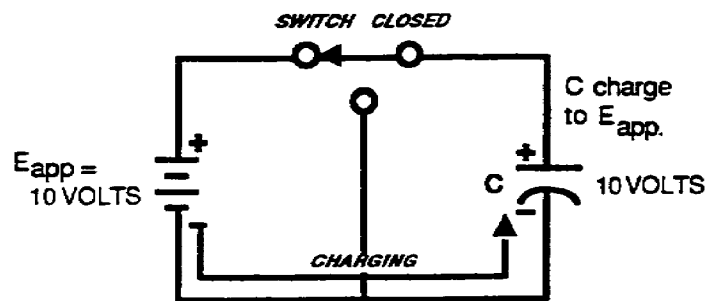 SWITCH CLOSED
C charge
to Eapp.
+
+
Eapp =
10 VOLTS
C
10 VOLTS
−
−
CHARGING